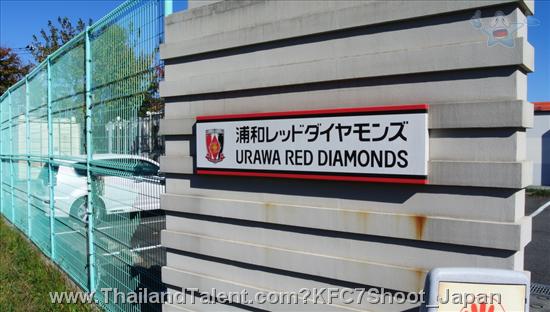 浦和レッドダイヤモンズ
URAWA RED DIAMONDS
www.ThailandTalent.com?KFC7Shoot_Japan